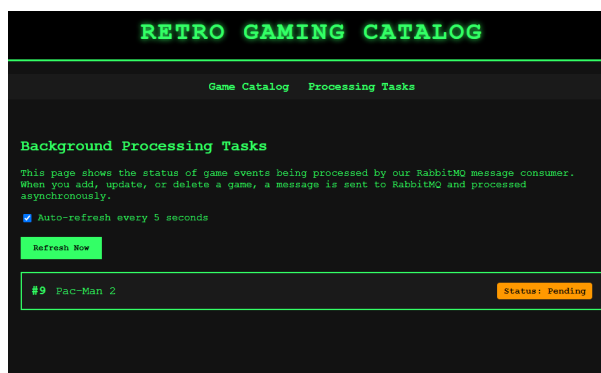 RETRO GAMING CATALOG
Game Catalog Processing Tasks
Background Processing Tasks
This page shows the status of game events being processed by our RabbitMQ message consumer.
When you add, update, or delete a game, a message is sent to RabbitMQ and processed
asynchronously.
Auto-refresh every 5 seconds
Refresh Now
#9 Pac-Man 2 Status: Pending